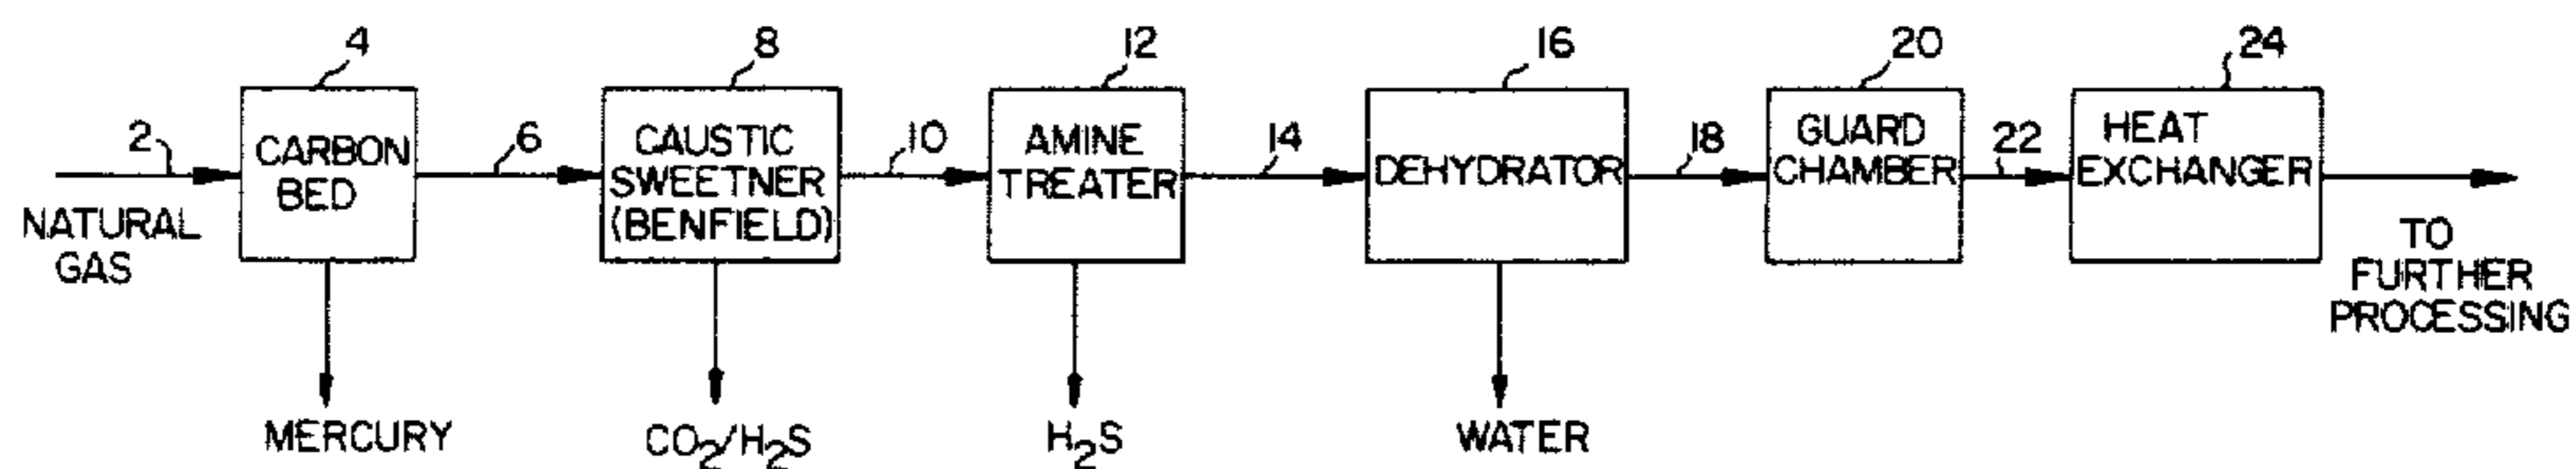 4
8
12
16
20
24
2
6
10
14
18
22
CARBON
BED
CAUSTIC
SWEETNER
(BENFIELD)
AMINE
TREATER
DEHYDRATOR
GUARD
CHAMBER
HEAT
EXCHANGER
NATURAL
GAS
TO
FURTHER
PROCESSING
MERCURY
CO2/H2S
H2S
WATER